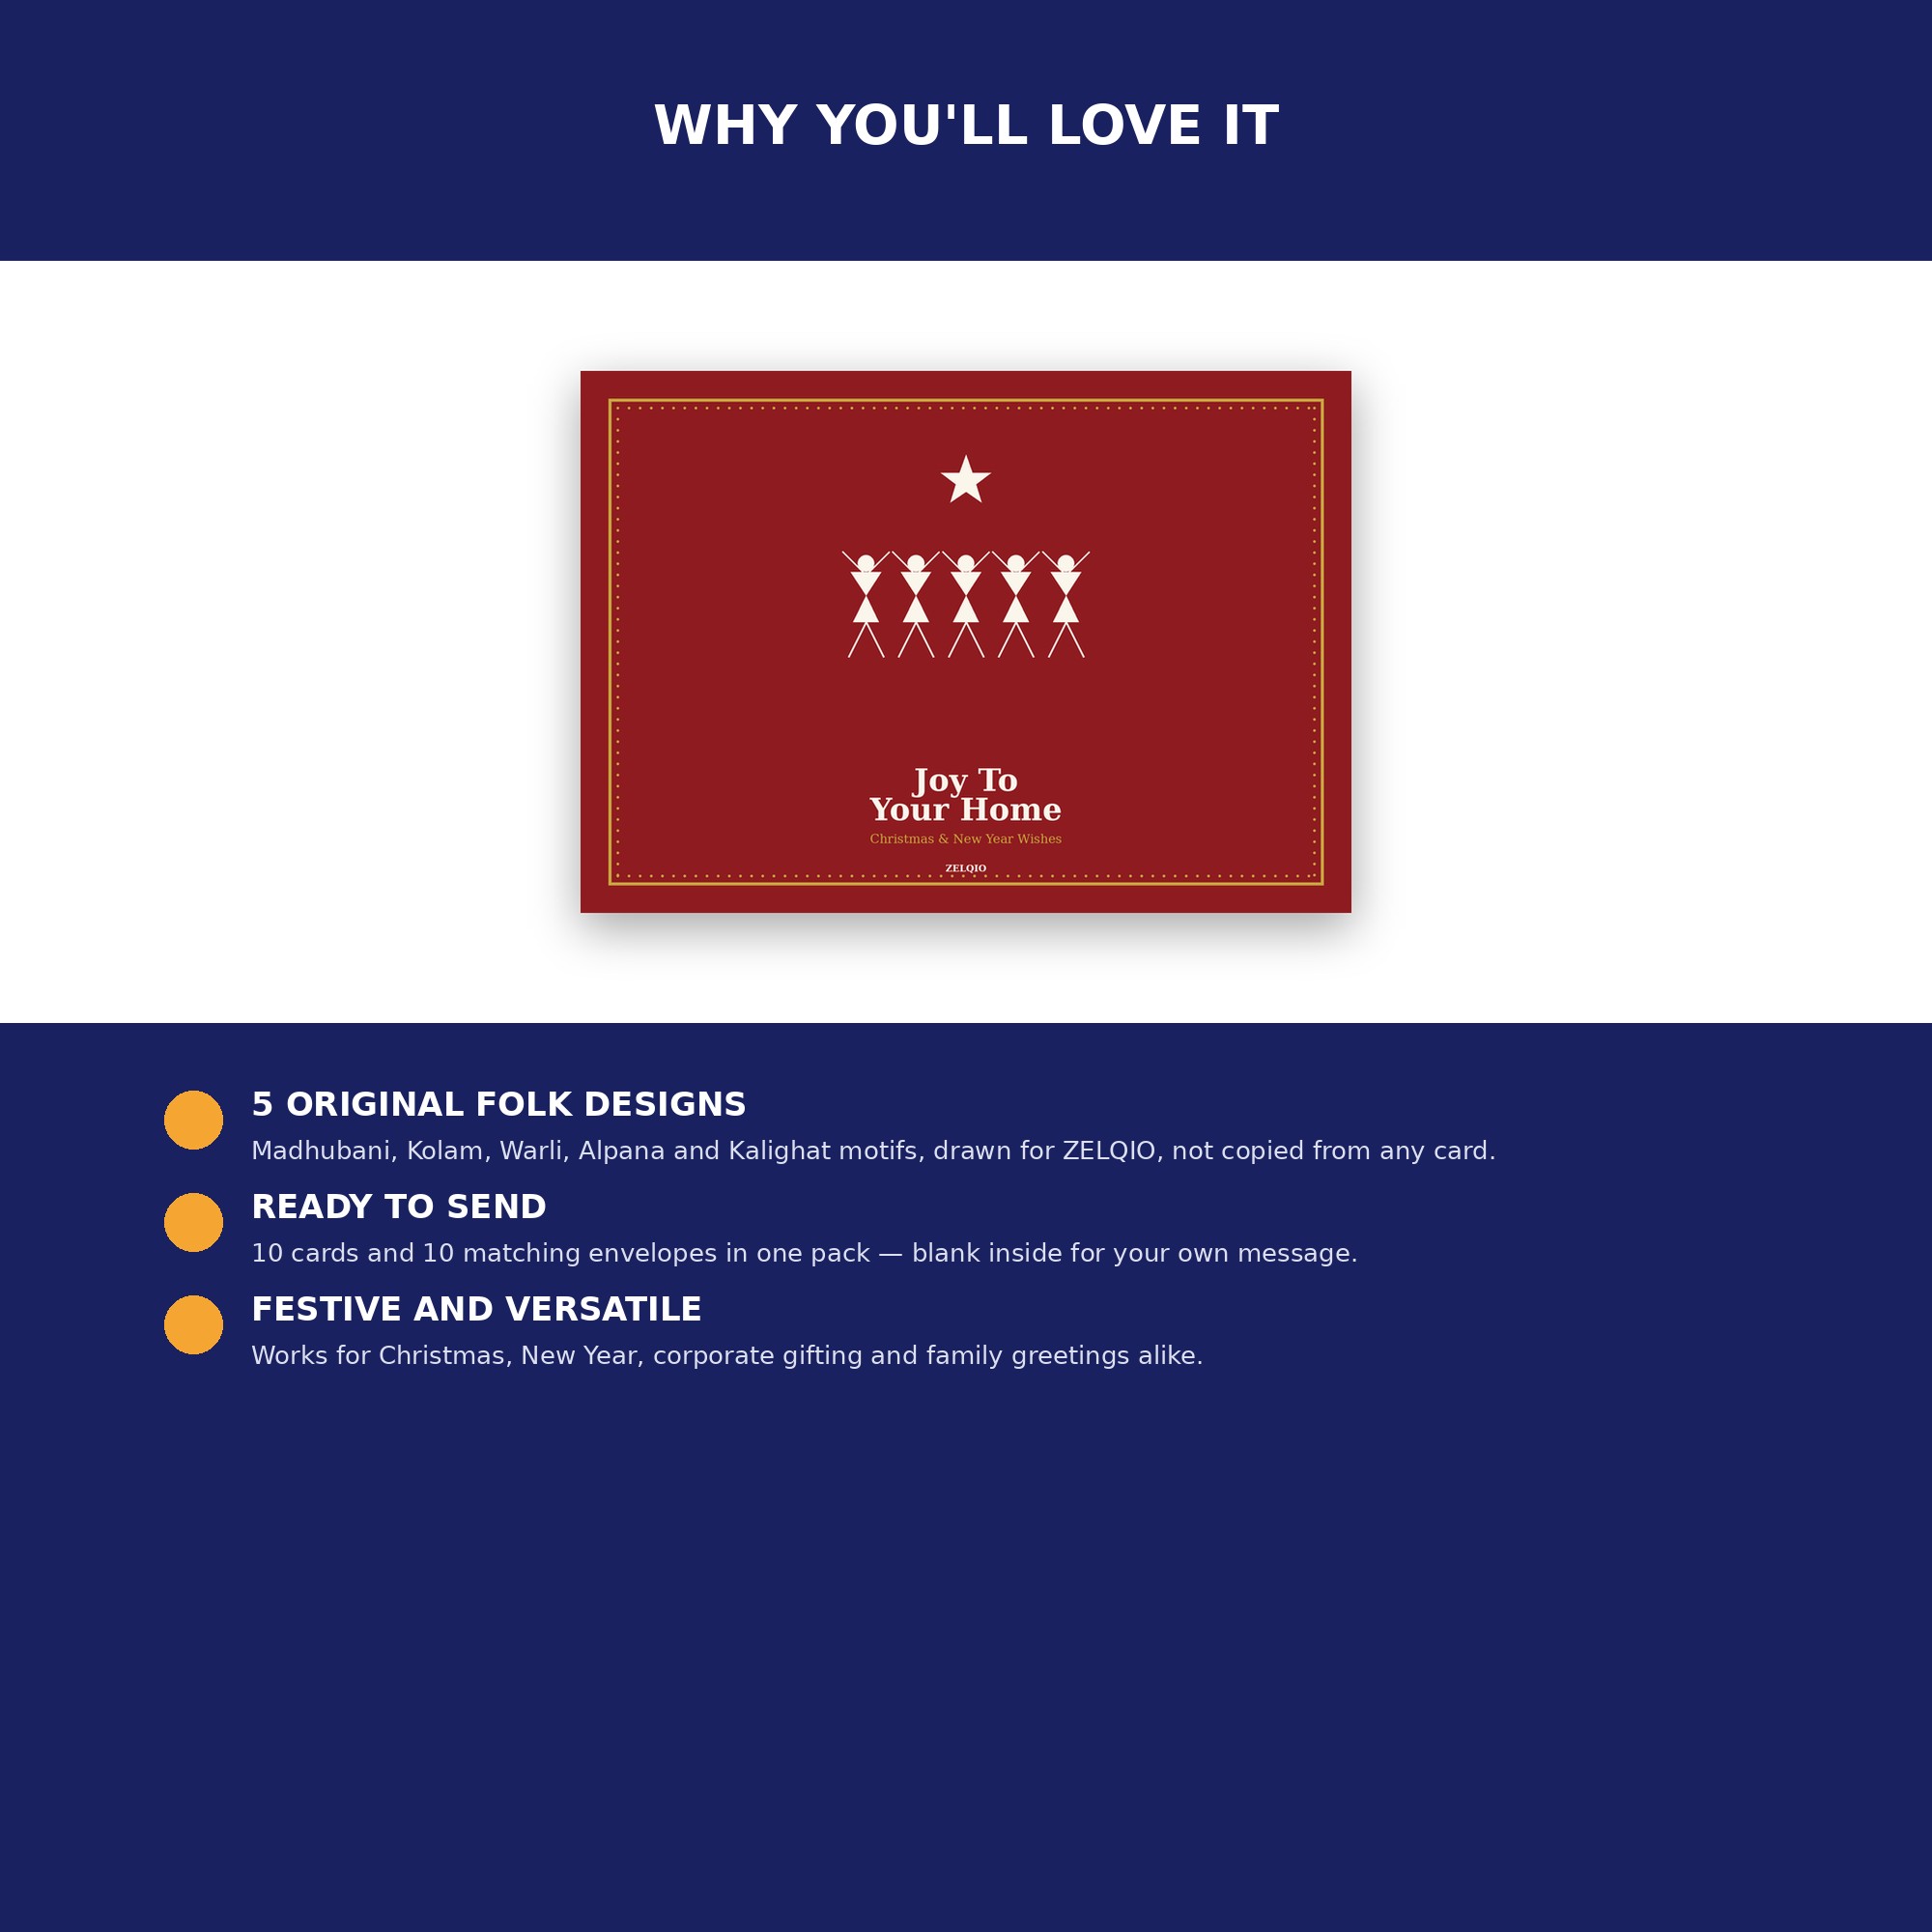 WHY YOU'LL LOVE IT
Joy To
Your Home
Christmas & New Year Wishes
ZELQIO
5 ORIGINAL FOLK DESIGNS
Madhubani, Kolam, Warli, Alpana and Kalighat motifs, drawn for ZELQIO, not copied from any card.
READY TO SEND
10 cards and 10 matching envelopes in one pack — blank inside for your own message.
FESTIVE AND VERSATILE
Works for Christmas, New Year, corporate gifting and family greetings alike.